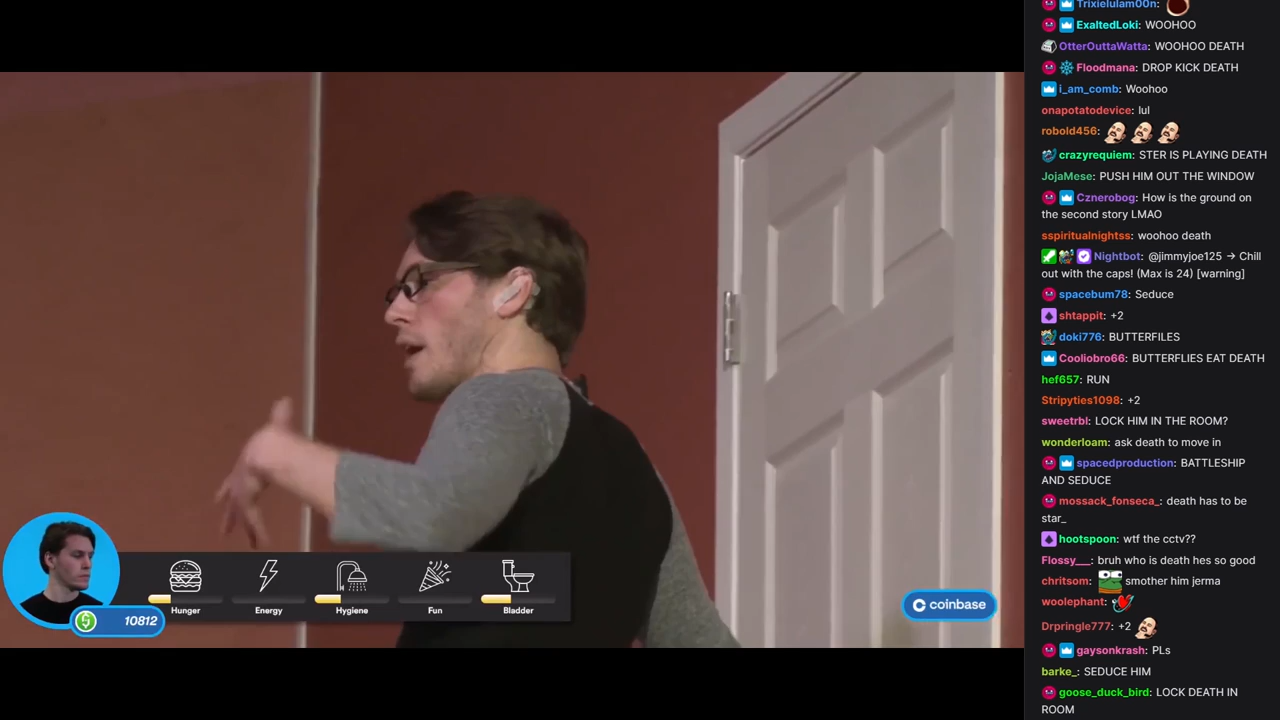 Hunger
Energy
Hygiene
Fun
Bladder
10812
coinbase
Trixielulam00n:
ExaltedLoki: WOOHOO
OtterOuttaWatta: WOOHOO DEATH
Floodmana: DROP KICK DEATH
i_am_comb: Woohoo
onapotatodevice: lul
robold456:
crazyrequiem: STER IS PLAYING DEATH
JojaMese: PUSH HIM OUT THE WINDOW
Cznerobog: How is the ground on
the second story LMAO
sspiritualnightss: woohoo death
Nightbot: @jimmyjoe125 → Chill
out with the caps! (Max is 24) [warning]
spacebum78: Seduce
shtappit: +2
doki776: BUTTERFILES
Cooliobro66: BUTTERFLIES EAT DEATH
hef657: RUN
Stripyties1098: +2
sweetrbl: LOCK HIM IN THE ROOM?
wonderloam: ask death to move in
spacedproduction: BATTLESHIP
AND SEDUCE
mossack_fonseca_: death has to be
star_
hootspoon: wtf the cctv??
Flossy___: bruh who is death hes so good
chritsom: smother him jerma
woolephant:
Drpringle777: +2
gaysonkrash: PLs
barke_: SEDUCE HIM
goose_duck_bird: LOCK DEATH IN
ROOM